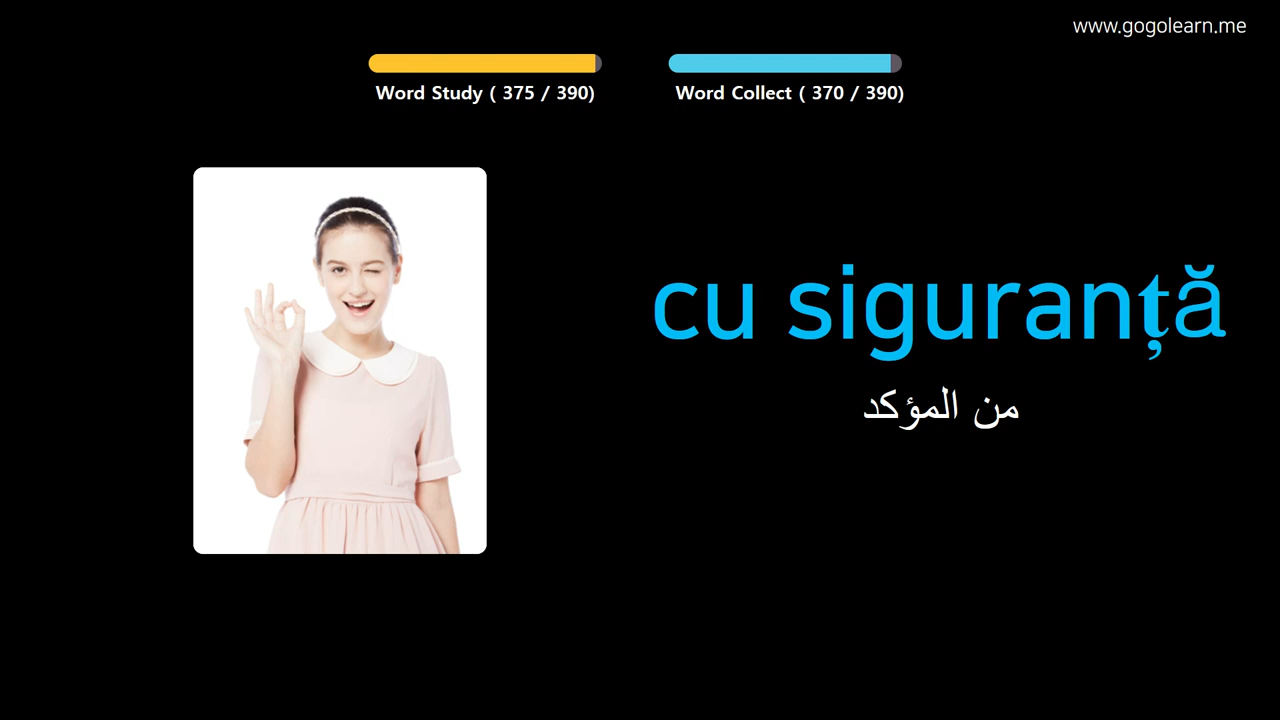 www.gogolearn.me
Word Study ( 375 / 390)
Word Collect ( 370 / 390)
cu siguranță
من المؤكد